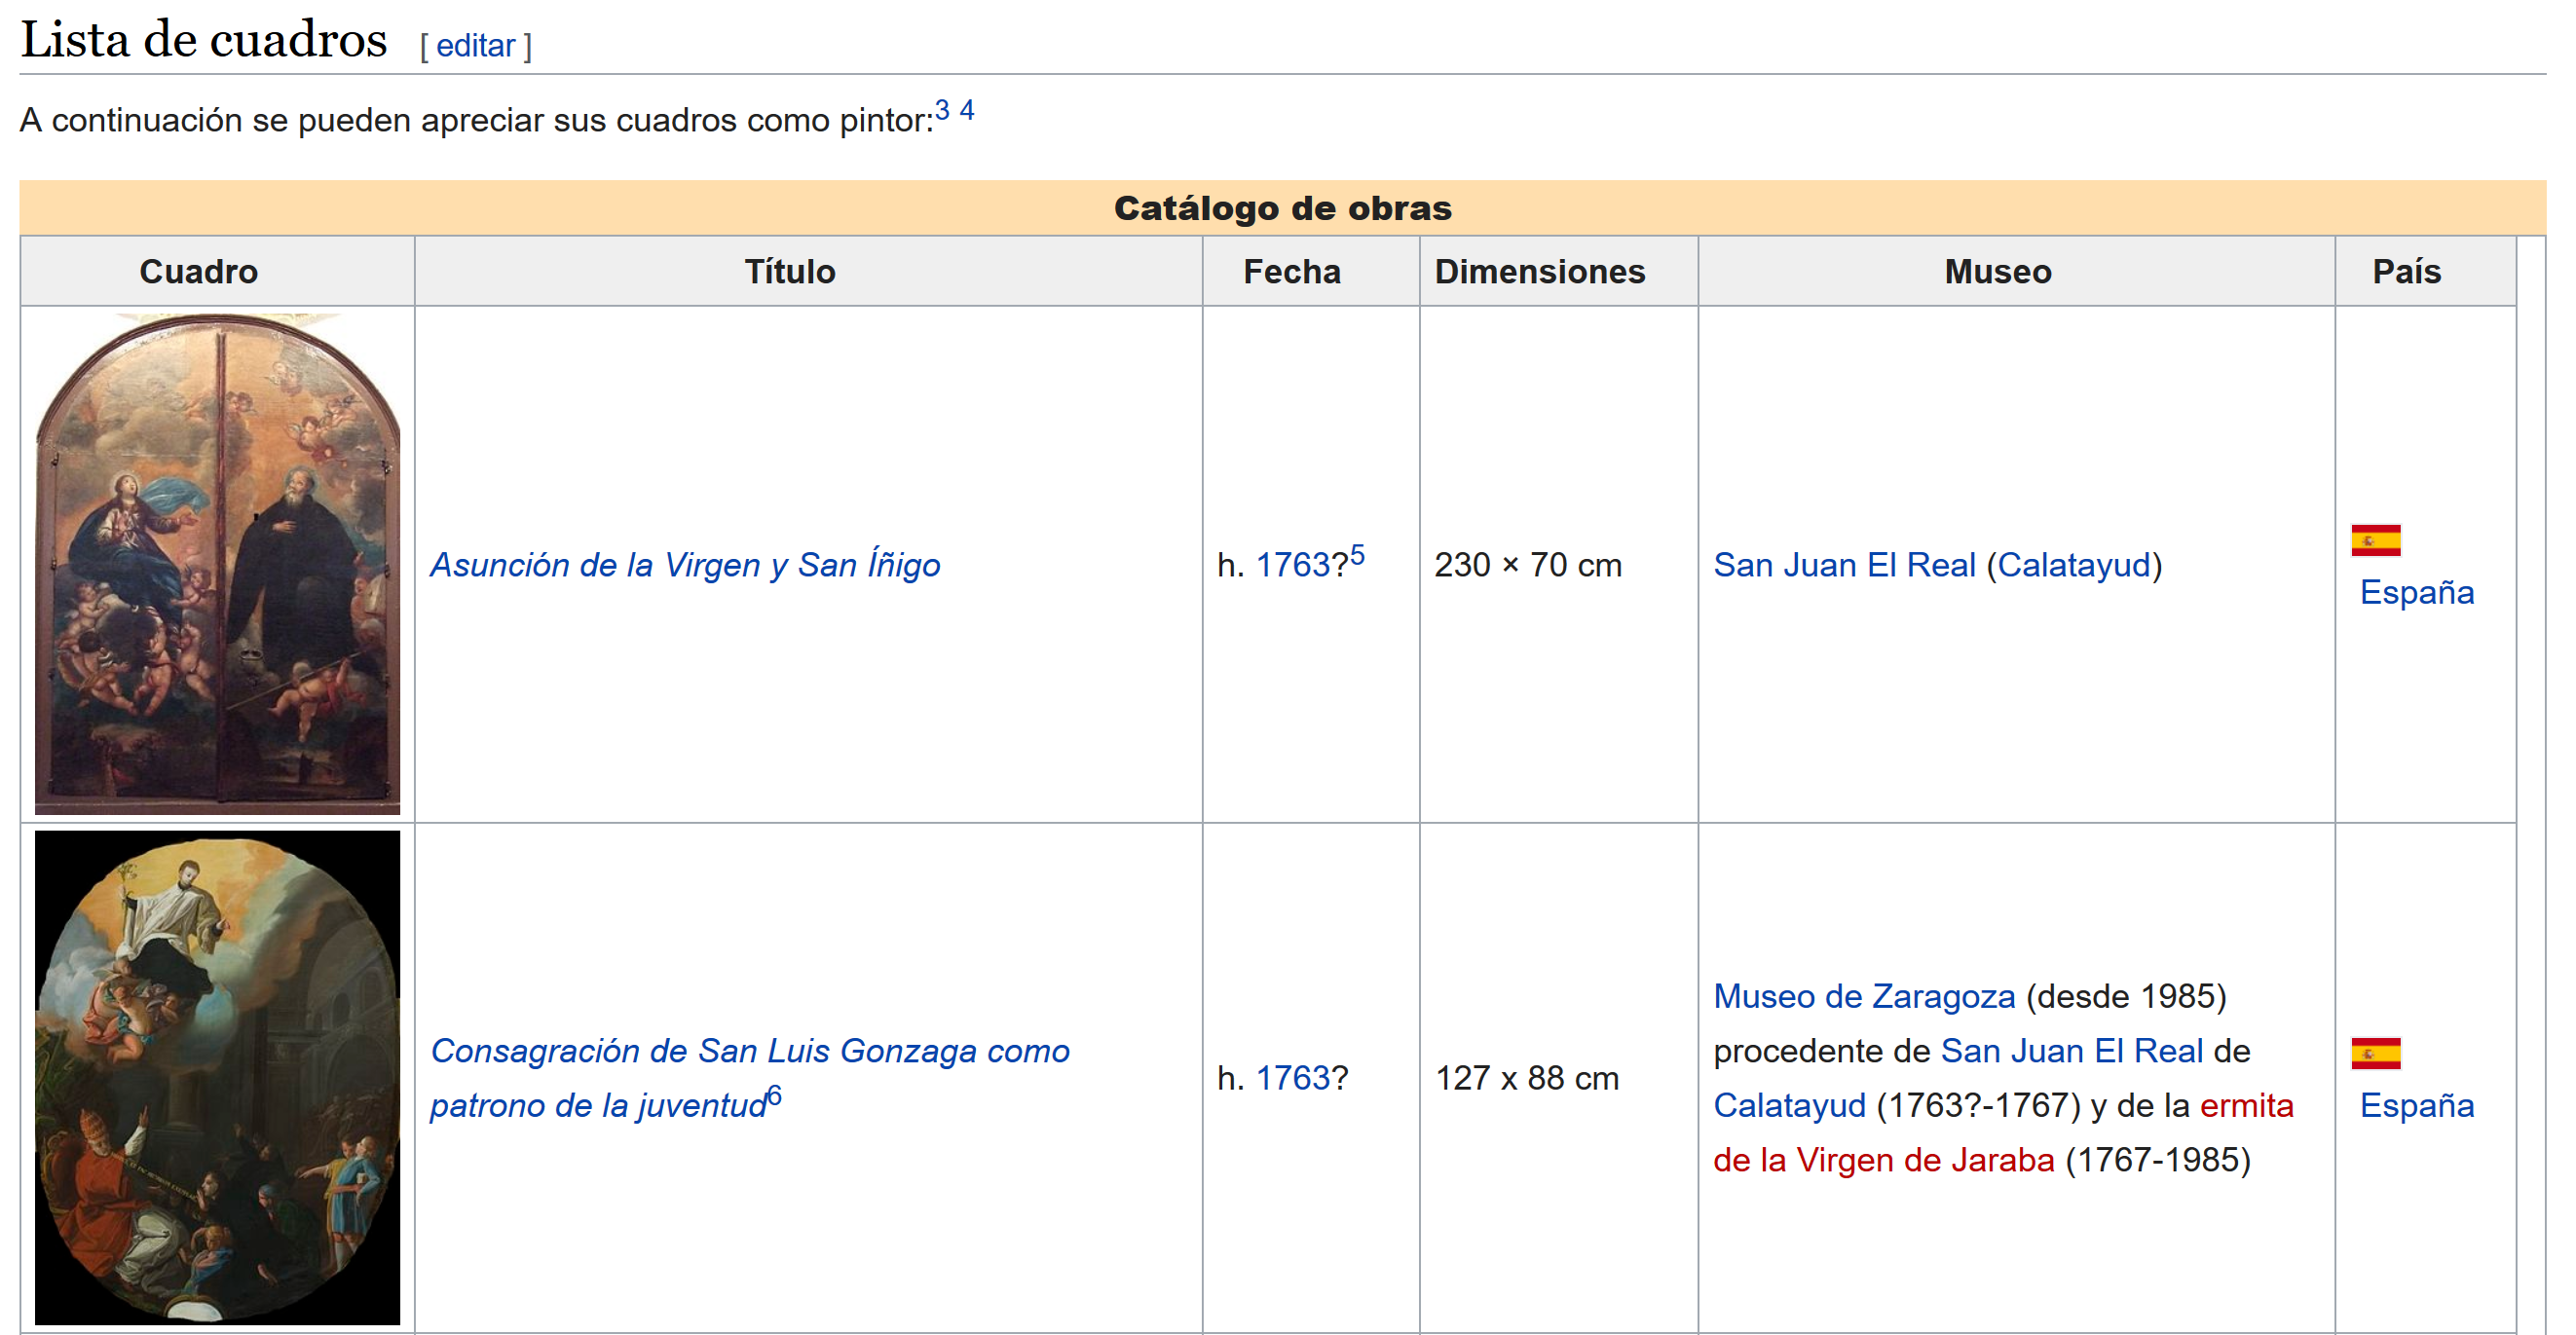 Lista de cuadros [ editar ]
A continuación se pueden apreciar sus cuadros como pintor:3 4
Catálogo de obras
Cuadro Título Fecha Dimensiones Museo País
Asunción de la Virgen y San Íñigo h. 1763?5 230 × 70 cm San Juan El Real (Calatayud) España
Consagración de San Luis Gonzaga como
patrono de la juventud6
h. 1763?
127 x 88 cm
Museo de Zaragoza (desde 1985)
procedente de San Juan El Real de
Calatayud (1763?-1767) y de la ermita
de la Virgen de Jaraba (1767-1985)
España